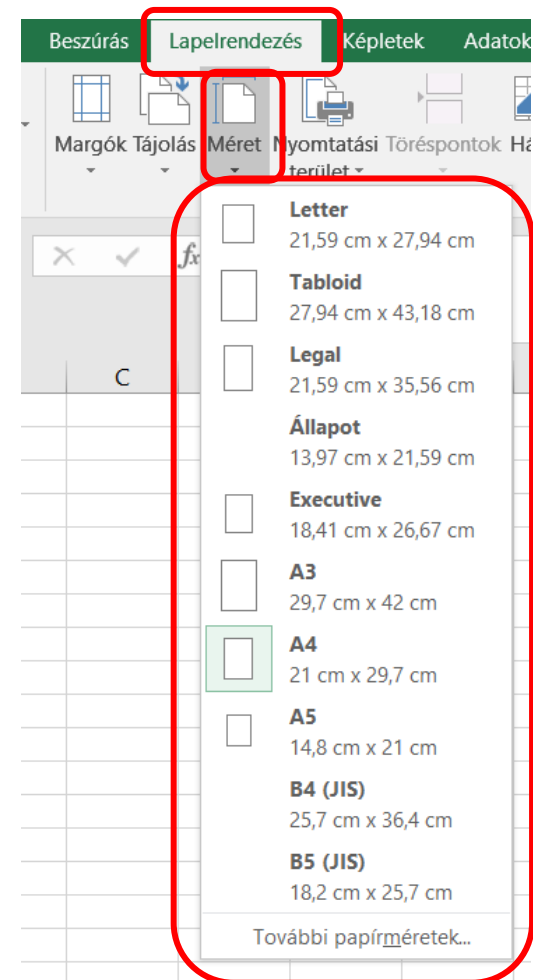 Beszúrás Lapelrendezés Képletek Adatok
Margók Tájolás Méret Nyomtatási Töréspontok
terület
fx
C
Letter
21,59 cm x 27,94 cm
Tabloid
27,94 cm x 43,18 cm
Legal
21,59 cm x 35,56 cm
Állapot
13,97 cm x 21,59 cm
Executive
18,41 cm x 26,67 cm
A3
29,7 cm x 42 cm
A4
21 cm x 29,7 cm
A5
14,8 cm x 21 cm
B4 (JIS)
25,7 cm x 36,4 cm
B5 (JIS)
18,2 cm x 25,7 cm
További papírméretek...